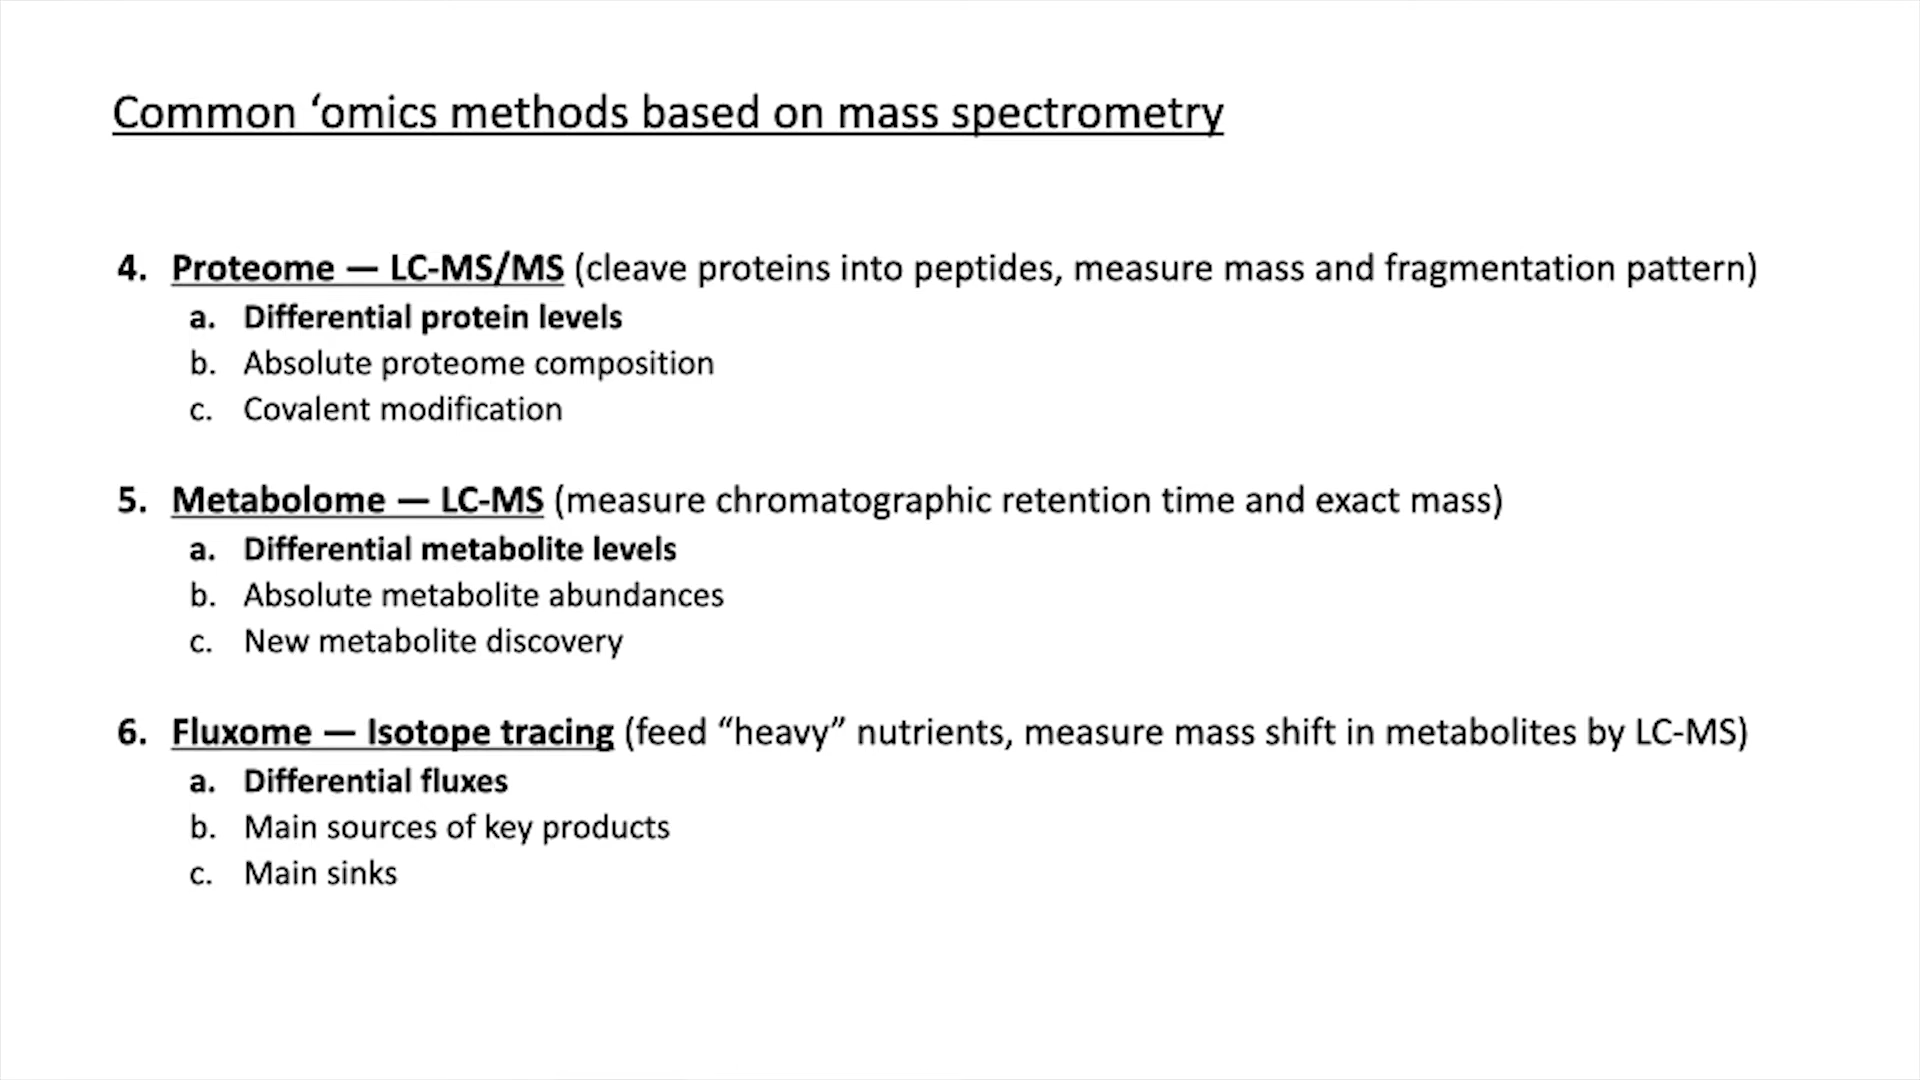 Common ‘omics methods based on mass spectrometry
4. Proteome — LC-MS/MS (cleave proteins into peptides, measure mass and fragmentation pattern)
a. Differential protein levels
b. Absolute proteome composition
c. Covalent modification
5. Metabolome — LC-MS (measure chromatographic retention time and exact mass)
a. Differential metabolite levels
b. Absolute metabolite abundances
c. New metabolite discovery
6. Fluxome — Isotope tracing (feed “heavy” nutrients, measure mass shift in metabolites by LC-MS)
a. Differential fluxes
b. Main sources of key products
c. Main sinks